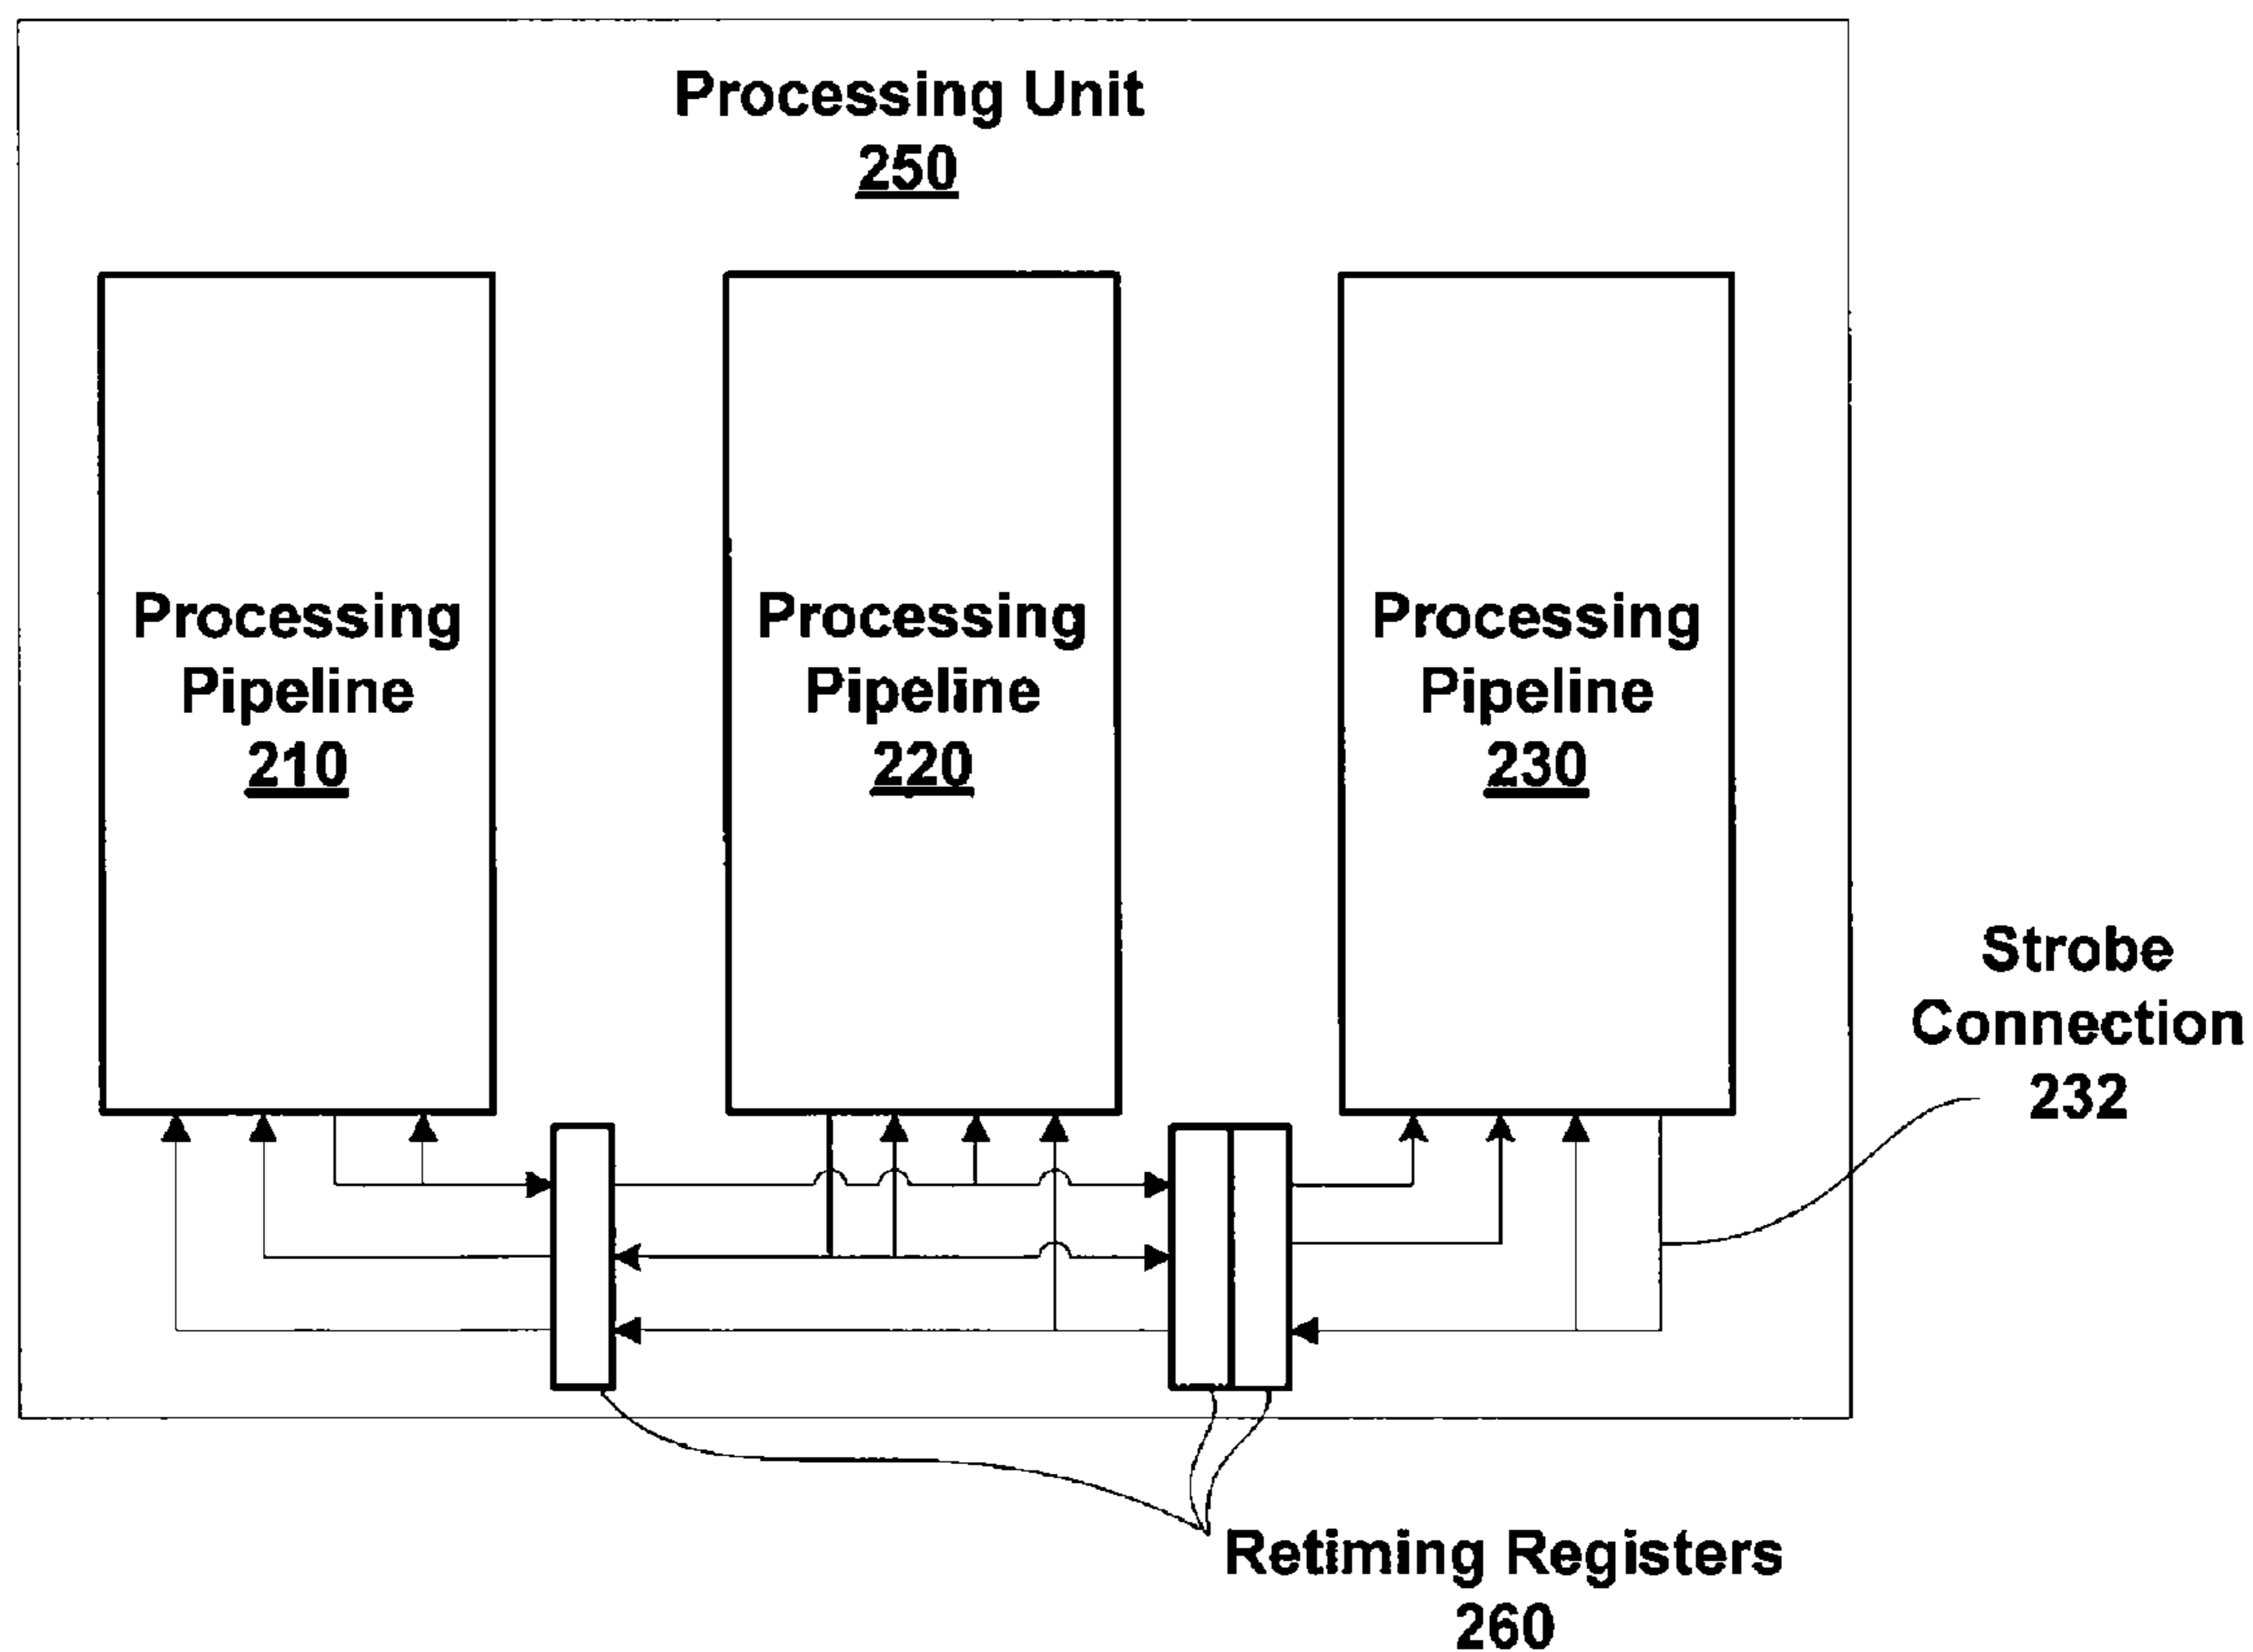 Processing Unit
250
Processing
Pipeline
210
Processing
Pipeline
220
Processing
Pipeline
230
Strobe
Connection
232
Retiming Registers
260